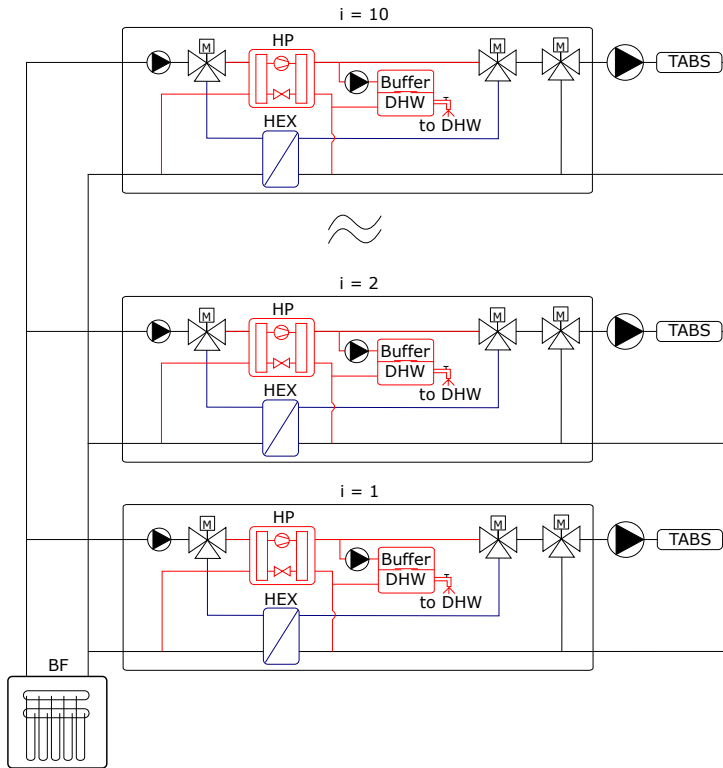 i = 10
M
HP
M
M
TABS
Buffer
DHW
to DHW
HEX
i = 2
M
HP
M
M
TABS
Buffer
DHW
to DHW
HEX
i = 1
M
HP
M
M
TABS
Buffer
DHW
to DHW
HEX
BF